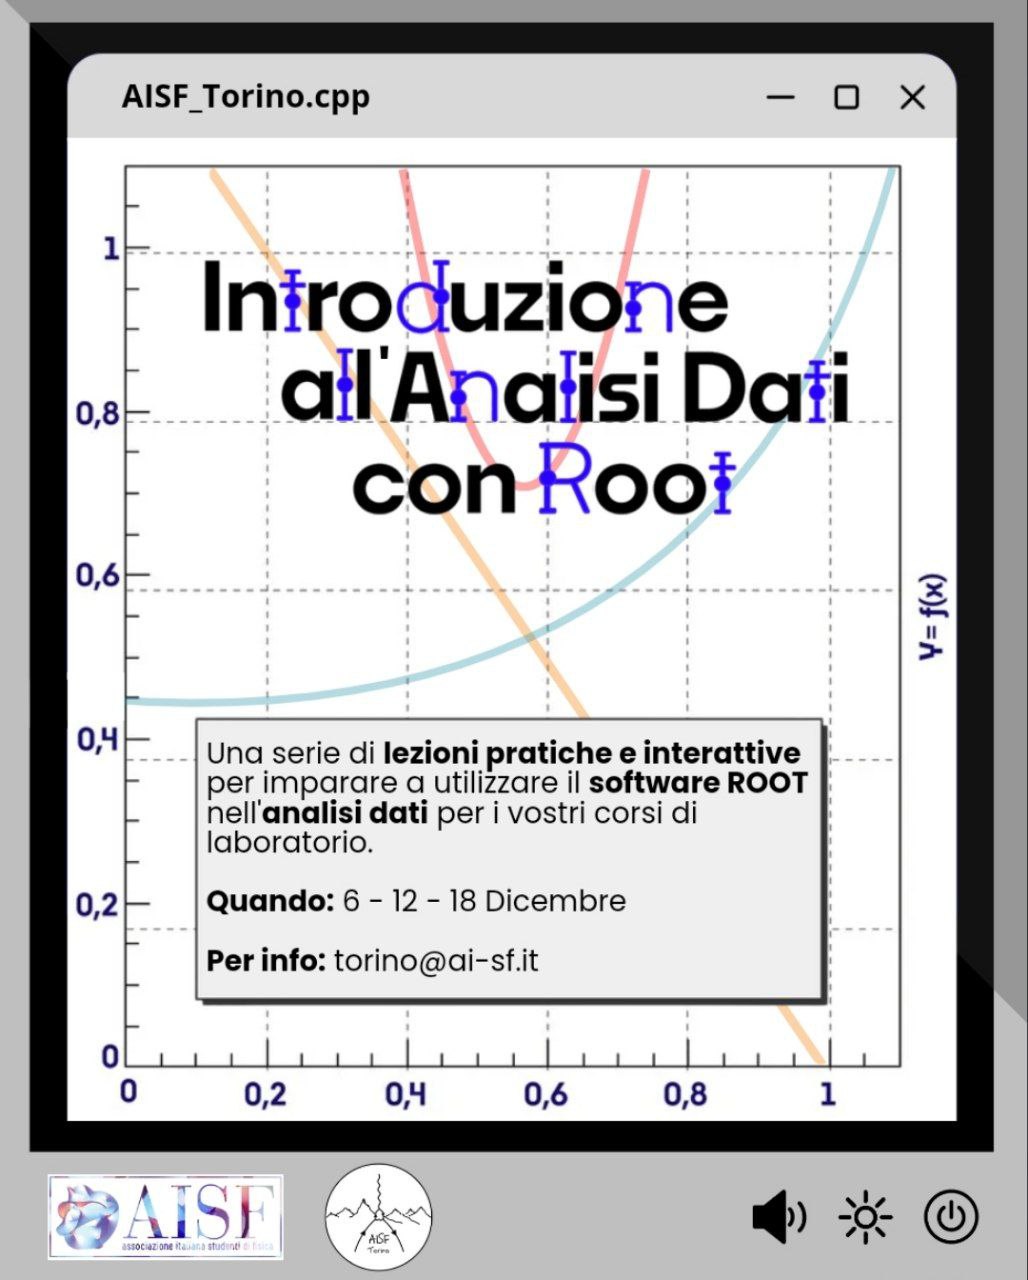 AISF_Torino.cpp
1
0,8
0,6
0,4
0,2
0
0
0,2
0,4
0,6
0,8
1
Y= f(x)
Introduzione
all'Analisi Dati
con Root
Una serie di lezioni pratiche e interattive
per imparare a utilizzare il software ROOT
nell'analisi dati per i vostri corsi di
laboratorio.
Quando: 6 - 12 - 18 Dicembre
Per info: torino@ai-sf.it
AISF
associazione italiana studenti di fisica
AISF
Torino